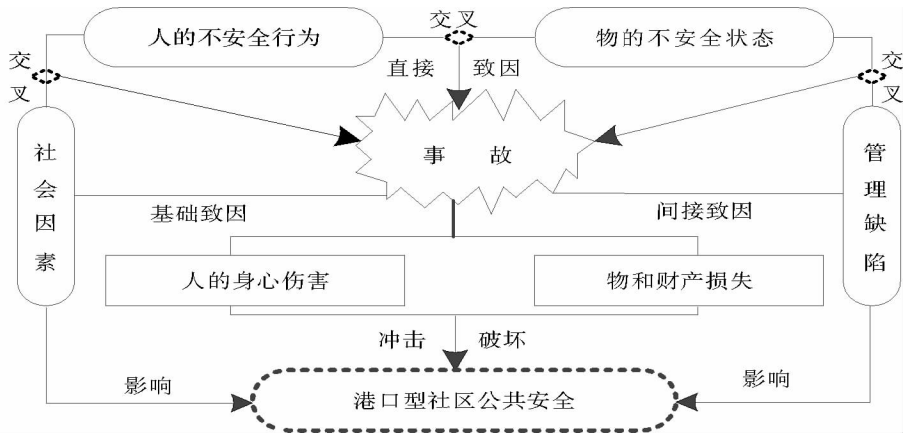 交叉
人的不安全行为
物的不安全状态
交叉
交叉
直接 致因
社会因素
事 故
管理缺陷
基础致因
间接致因
人的身心伤害
物和财产损失
冲击 破坏
影响
影响
港口型社区公共安全